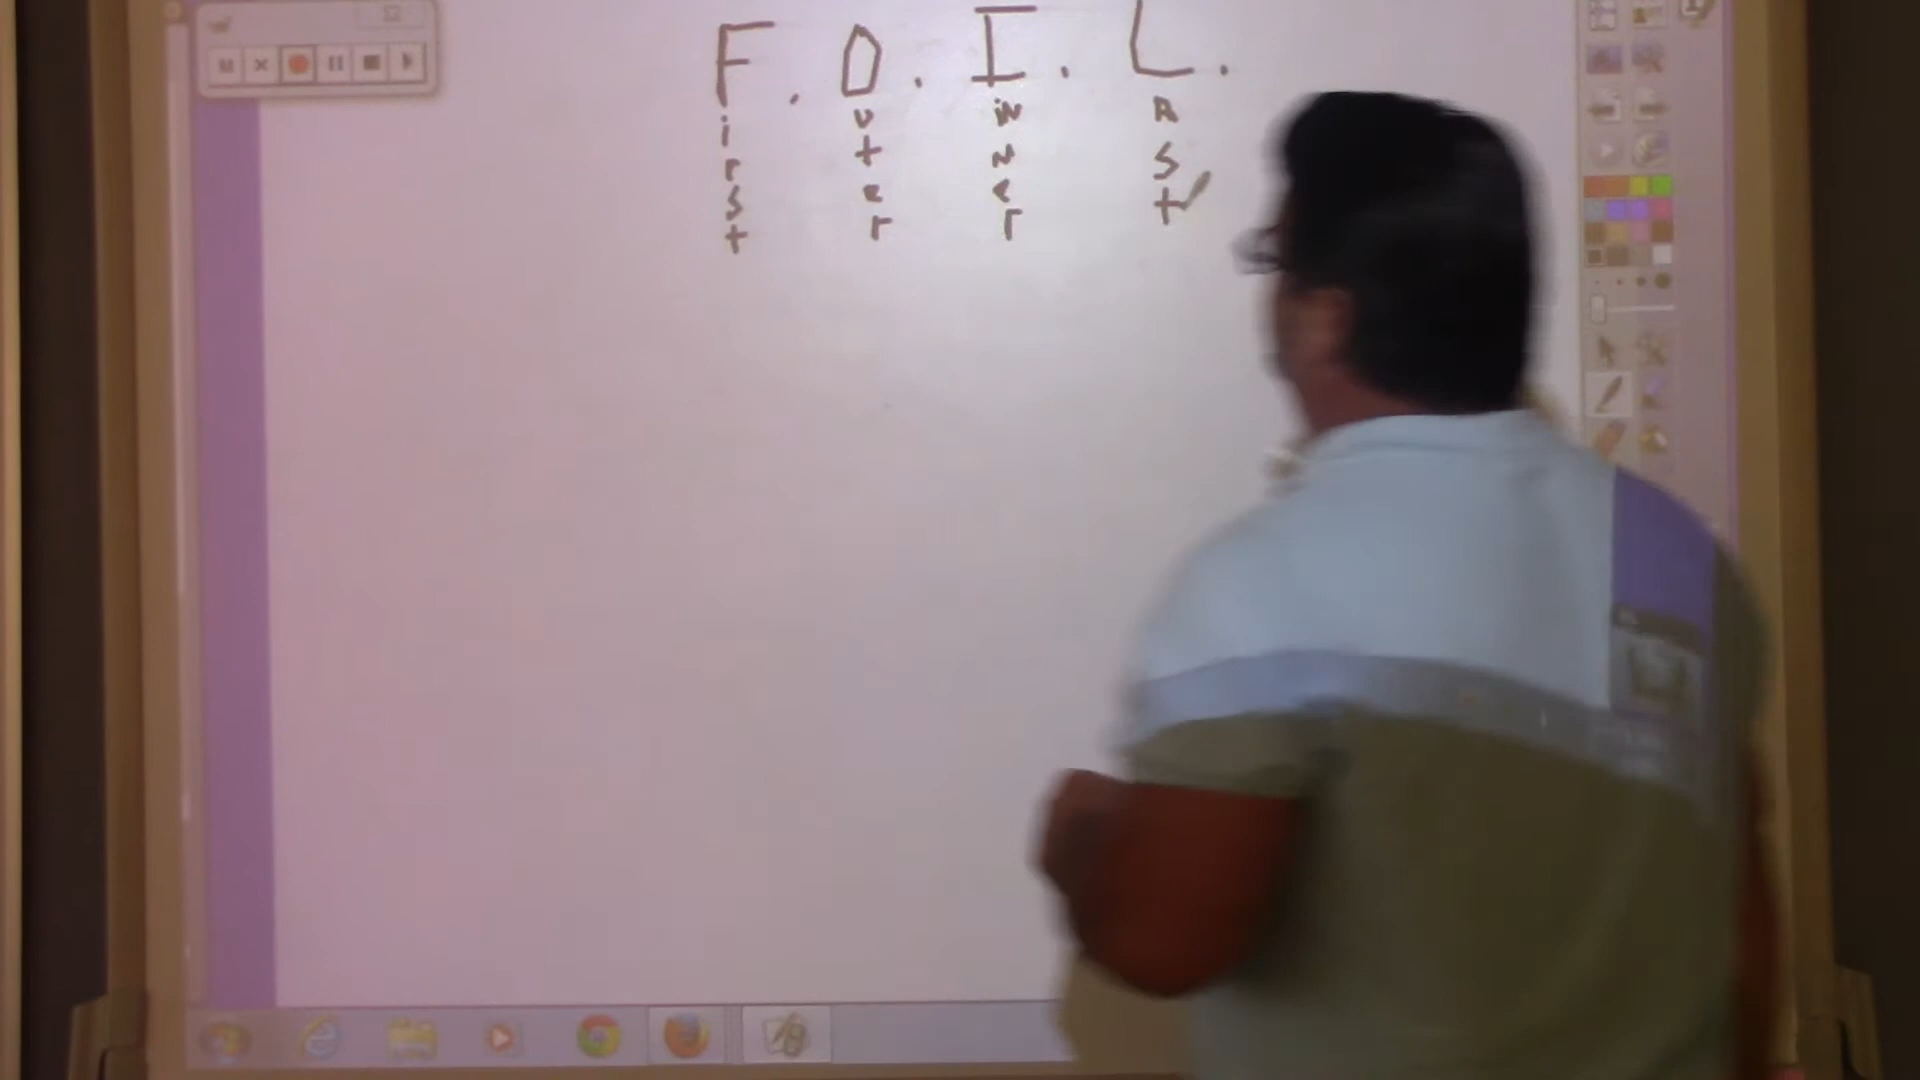 F. O. I. L.
irst
uter
nner
ast